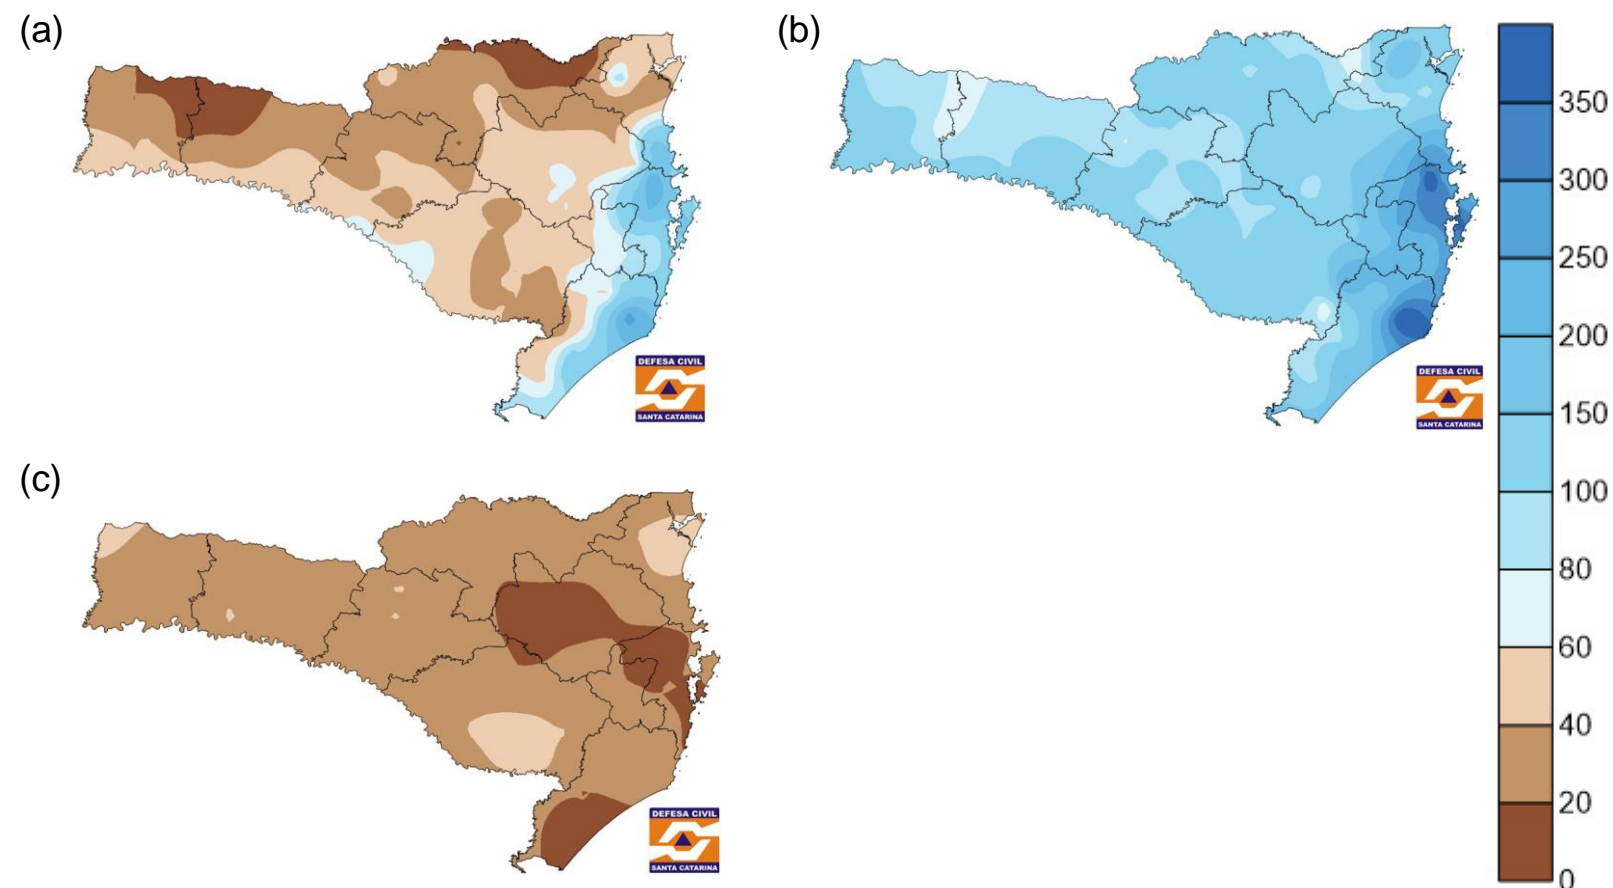 (a)
DEFESA CIVIL
SANTA CATARINA
(b)
DEFESA CIVIL
SANTA CATARINA
350
300
250
200
150
100
80
60
40
20
0
(c)
DEFESA CIVIL
SANTA CATARINA